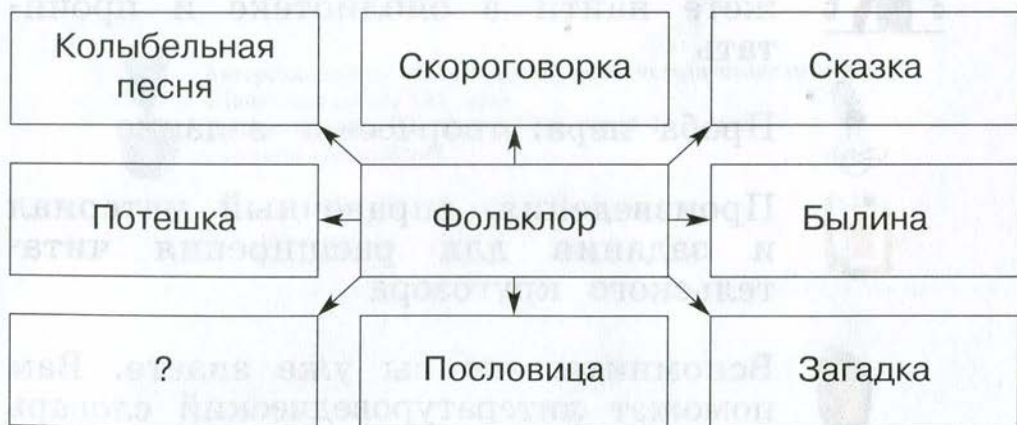 Колыбельная
песня
Скороговорка
Сказка
Потешка
Фольклор
Былина
?
Пословица
Загадка